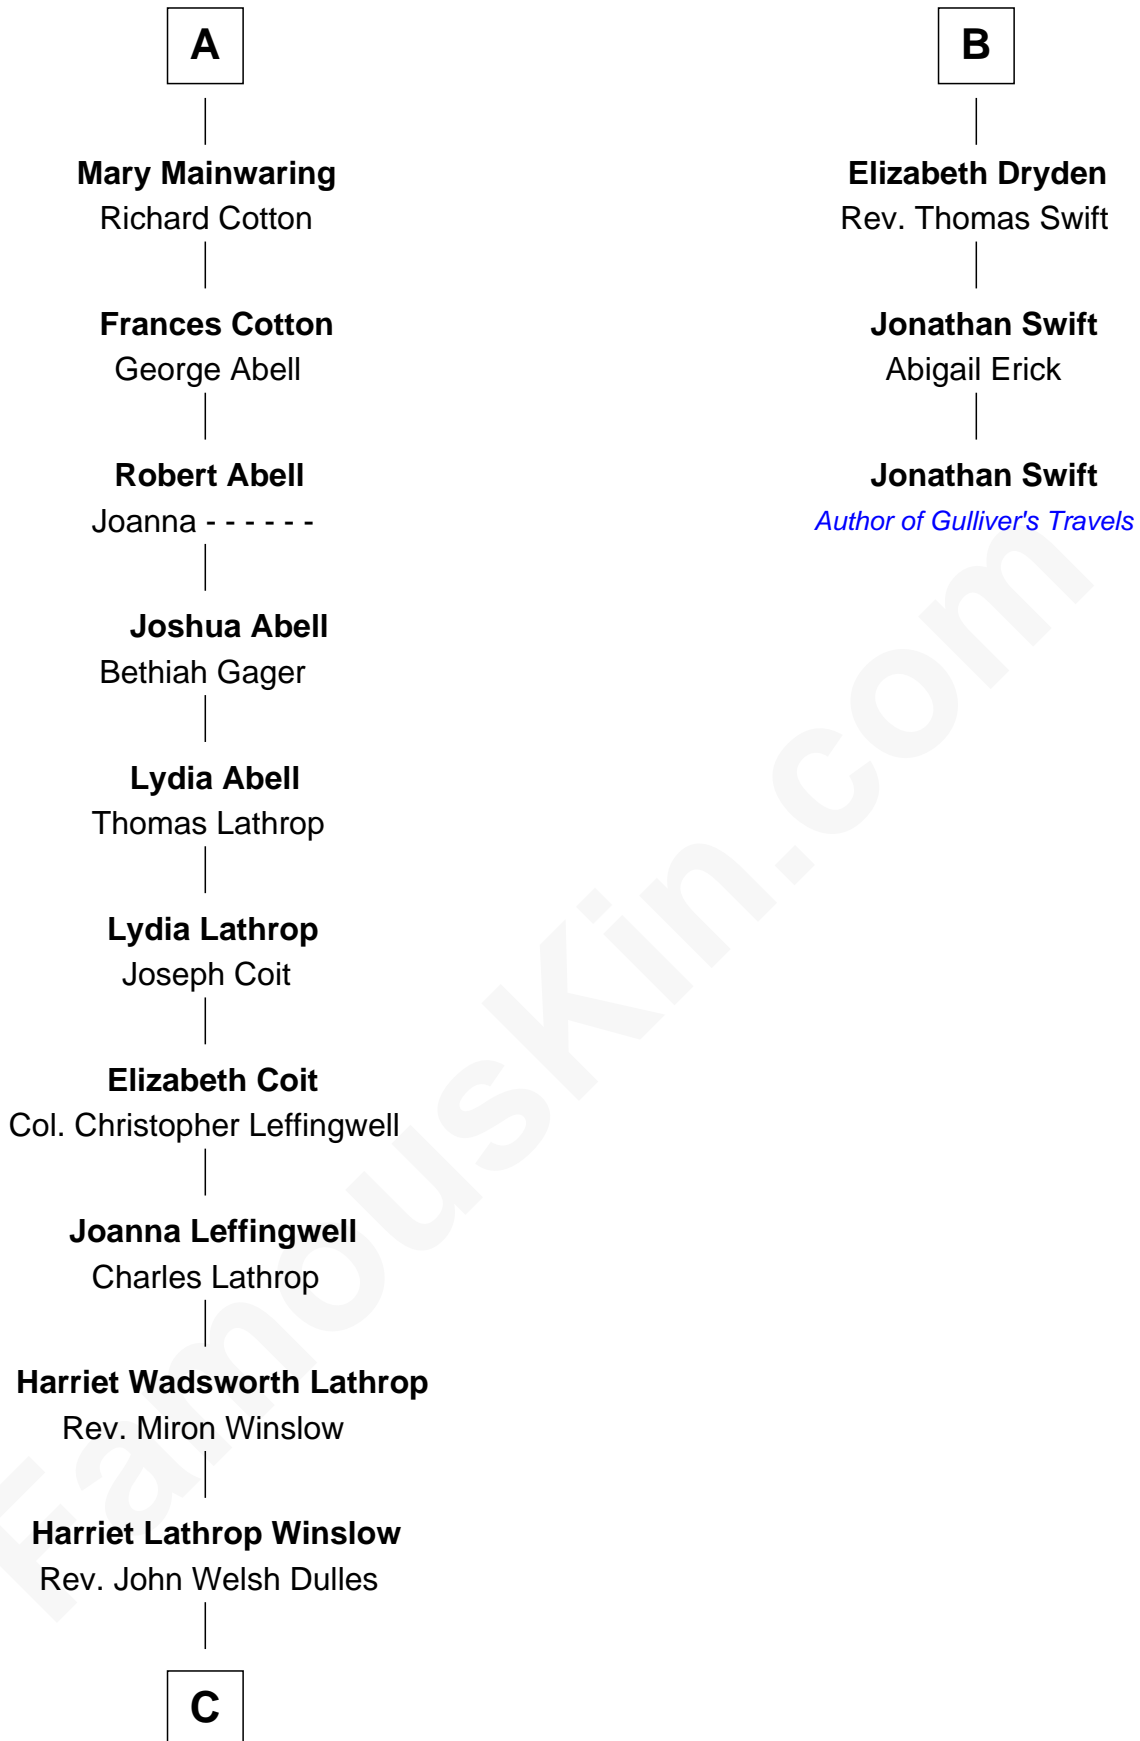 A
Mary Mainwaring
Richard Cotton
Frances Cotton
George Abell
Robert Abell
Joanna - - - - - -
Joshua Abell
Bethiah Gager
Lydia Abell
Thomas Lathrop
Lydia Lathrop
Joseph Coit
Elizabeth Coit
Col. Christopher Leffingwell
Joanna Leffingwell
Charles Lathrop
Harriet Wadsworth Lathrop
Rev. Miron Winslow
Harriet Lathrop Winslow
Rev. John Welsh Dulles
C
B
Elizabeth Dryden
Rev. Thomas Swift
Jonathan Swift
Abigail Erick
Jonathan Swift
Author of Gulliver's Travels
FamousKin.com